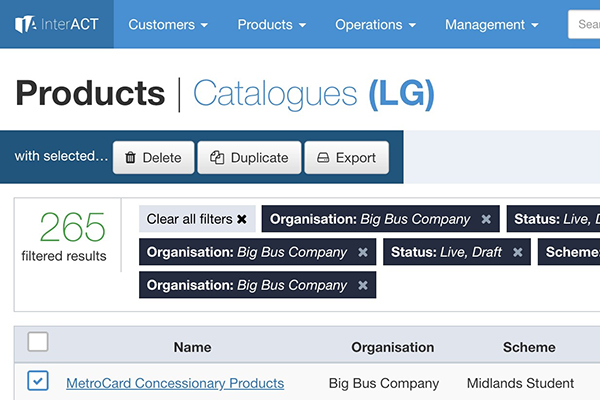 InterACT Customers Products Operations Management
Products | Catalogues (LG)
with selected... Delete Duplicate Export
265
filtered results
Clear all filters × Organisation: Big Bus Company × Status: Live,
Organisation: Big Bus Company × Status: Live, Draft × Scheme:
Organisation: Big Bus Company ×
Name Organisation Scheme
MetroCard Concessionary Products Big Bus Company Midlands Student